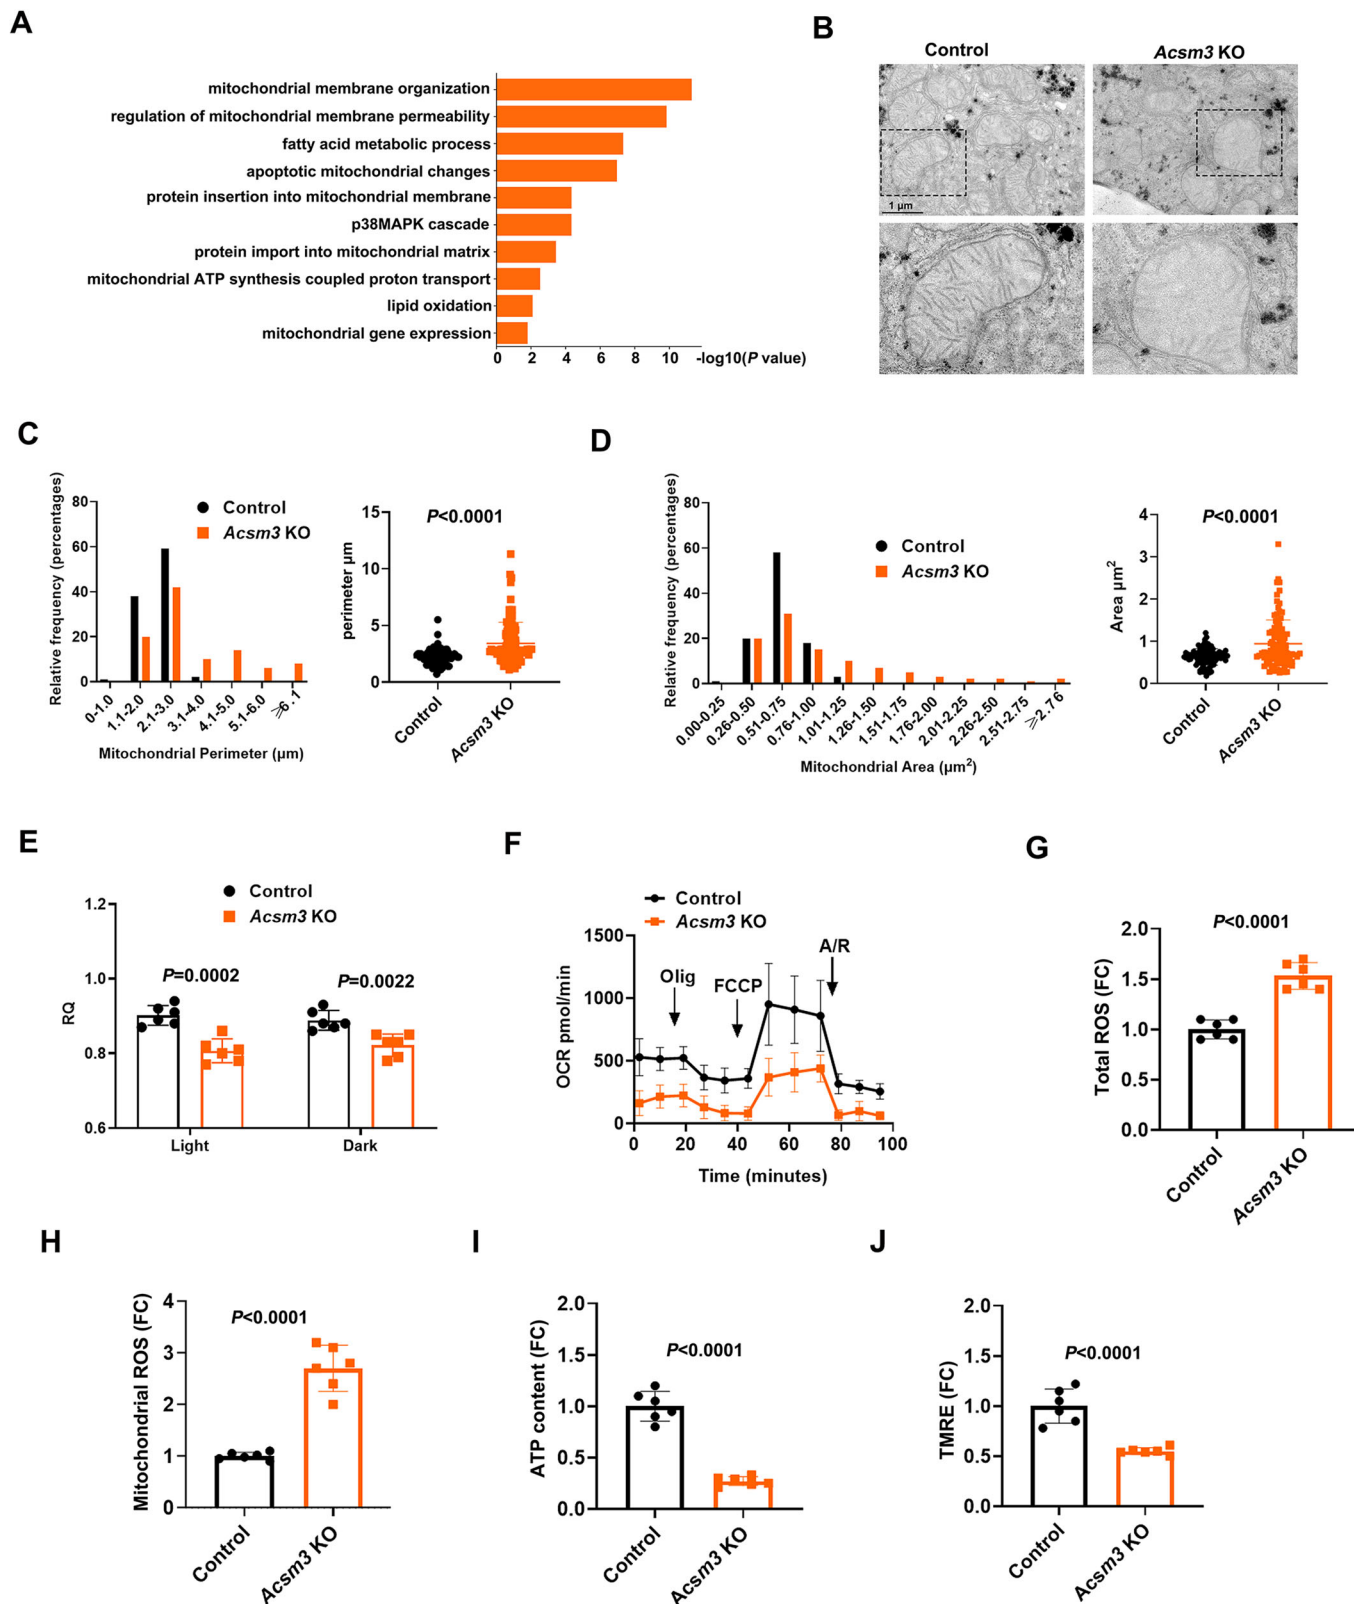 A
mitochondrial membrane organization
regulation of mitochondrial membrane permeability
fatty acid metabolic process
apoptotic mitochondrial changes
protein insertion into mitochondrial membrane
p38MAPK cascade
protein import into mitochondrial matrix
mitochondrial ATP synthesis coupled proton transport
lipid oxidation
mitochondrial gene expression
0 2 4 6 8 10 -log10(P value)
B
Control Acsm3 KO
1 µm
C
Relative frequency (percentages)
80
60
40
20
0
Control
Acsm3 KO
0-1.0
1.1-2.0
2.1-3.0
3.1-4.0
4.1-5.0
5.1-6.0
⩾6.1
Mitochondrial Perimeter (µm)
perimeter µm
15
10
5
0
P<0.0001
Control
Acsm3 KO
D
Relative frequency (percentages)
80
60
40
20
0
Control
Acsm3 KO
0.00-0.25
0.26-0.50
0.51-0.75
0.76-1.00
1.01-1.25
1.26-1.50
1.51-1.75
1.76-2.00
2.01-2.25
2.26-2.50
2.51-2.75
⩾2.76
Mitochondrial Area (µm²)
Area µm²
4
3
2
1
0
P<0.0001
Control
Acsm3 KO
E
Control
Acsm3 KO
RQ
1.2
1.0
0.8
0.6
P=0.0002
P=0.0022
Light Dark
F
Control
Acsm3 KO
OCR pmol/min
1500
1000
500
0
Olig
FCCP
A/R
0 20 40 60 80 100
Time (minutes)
G
Total ROS (FC)
2.0
1.5
1.0
0.5
0.0
P<0.0001
Control
Acsm3 KO
H
Mitochondrial ROS (FC)
4
3
2
1
0
P<0.0001
Control
Acsm3 KO
I
ATP content (FC)
2.0
1.5
1.0
0.5
0.0
P<0.0001
Control
Acsm3 KO
J
TMRE (FC)
2.0
1.5
1.0
0.5
0.0
P<0.0001
Control
Acsm3 KO